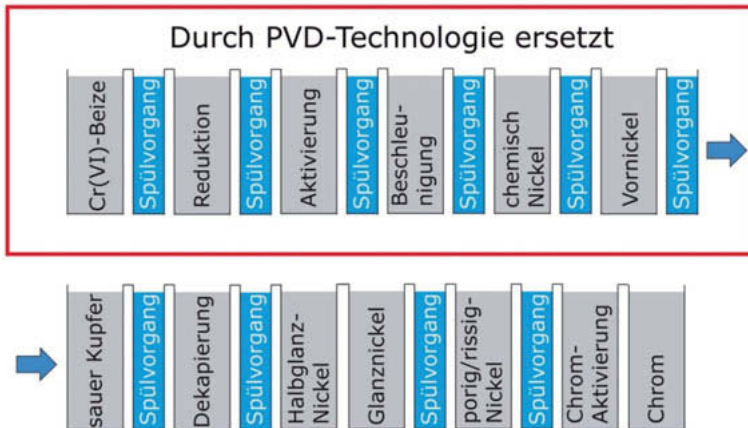 Durch PVD-Technologie ersetzt
Cr(VI)-Beize
Spülvorgang
Reduktion
Spülvorgang
Aktivierung
Spülvorgang
Beschleu-
nigung
Spülvorgang
chemisch
Nickel
Spülvorgang
Vornickel
Spülvorgang
sauer Kupfer
Spülvorgang
Dekapierung
Spülvorgang
Halbglanz-
Nickel
Glanznickel
Spülvorgang
porig/rissig-
Nickel
Spülvorgang
Chrom-
Aktivierung
Chrom